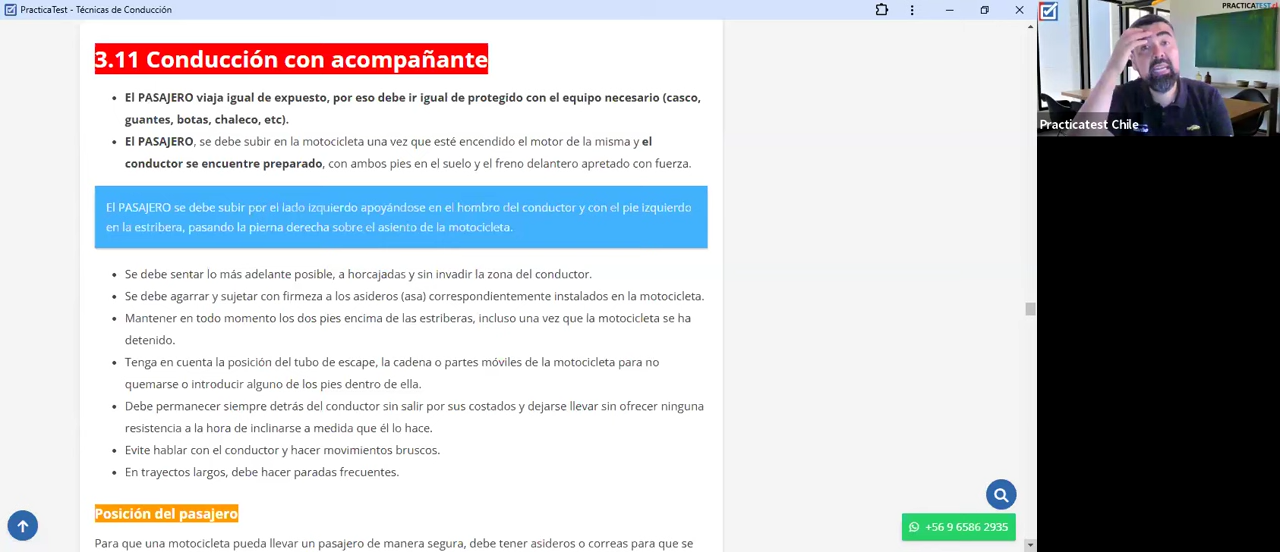 PracticaTest - Técnicas de Conducción
PRACTICATEST.cl
3.11 Conducción con acompañante
El PASAJERO viaja igual de expuesto, por eso debe ir igual de protegido con el equipo necesario (casco,
guantes, botas, chaleco, etc).
El PASAJERO, se debe subir en la motocicleta una vez que esté encendido el motor de la misma y el
conductor se encuentre preparado, con ambos pies en el suelo y el freno delantero apretado con fuerza.
El PASAJERO se debe subir por el lado izquierdo apoyándose en el hombro del conductor y con el pie izquierdo
en la estribera, pasando la pierna derecha sobre el asiento de la motocicleta.
Se debe sentar lo más adelante posible, a horcajadas y sin invadir la zona del conductor.
Se debe agarrar y sujetar con firmeza a los asideros (asa) correspondientemente instalados en la motocicleta.
Mantener en todo momento los dos pies encima de las estriberas, incluso una vez que la motocicleta se ha
detenido.
Tenga en cuenta la posición del tubo de escape, la cadena o partes móviles de la motocicleta para no
quemarse o introducir alguno de los pies dentro de ella.
Debe permanecer siempre detrás del conductor sin salir por sus costados y dejarse llevar sin ofrecer ninguna
resistencia a la hora de inclinarse a medida que él lo hace.
Evite hablar con el conductor y hacer movimientos bruscos.
En trayectos largos, debe hacer paradas frecuentes.
Posición del pasajero
Para que una motocicleta pueda llevar un pasajero de manera segura, debe tener asideros o correas para que se
+56 9 6586 2935
Practicatest Chile